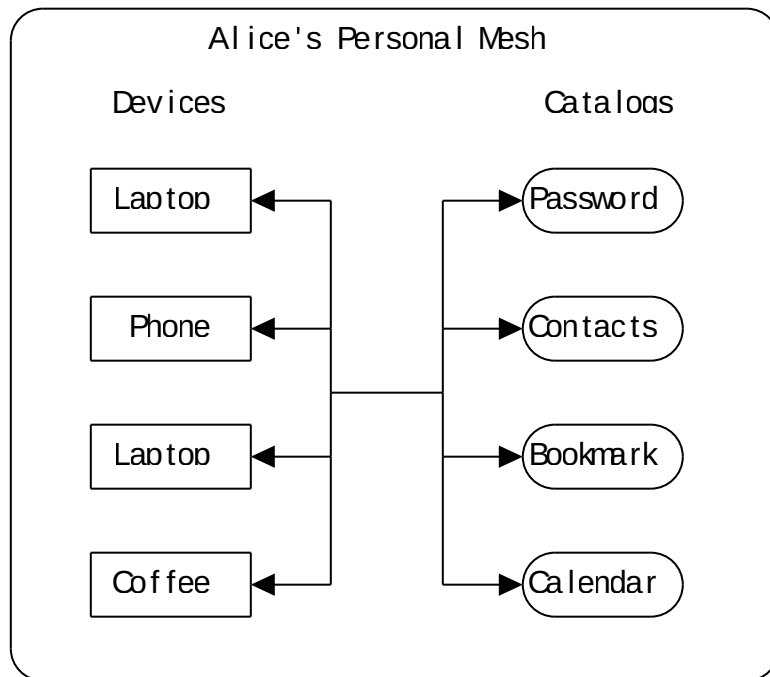 Alice's Personal Mesh
Devices Catalogs
Laptop Password
Phone Contacts
Laptop Bookmark
Coffee Calendar